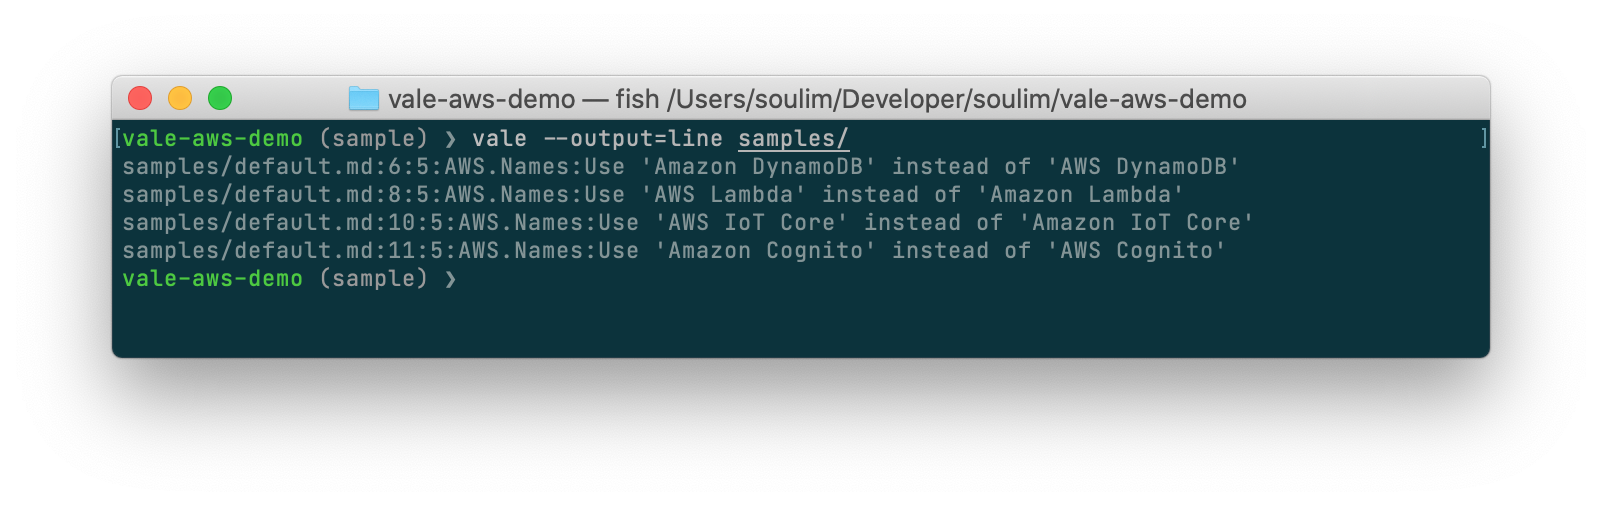 vale-aws-demo — fish /Users/soulim/Developer/soulim/vale-aws-demo
[vale-aws-demo (sample) ❯ vale --output=line samples/ ]
samples/default.md:6:5:AWS.Names:Use 'Amazon DynamoDB' instead of 'AWS DynamoDB'
samples/default.md:8:5:AWS.Names:Use 'AWS Lambda' instead of 'Amazon Lambda'
samples/default.md:10:5:AWS.Names:Use 'AWS IoT Core' instead of 'Amazon IoT Core'
samples/default.md:11:5:AWS.Names:Use 'Amazon Cognito' instead of 'AWS Cognito'
vale-aws-demo (sample) ❯